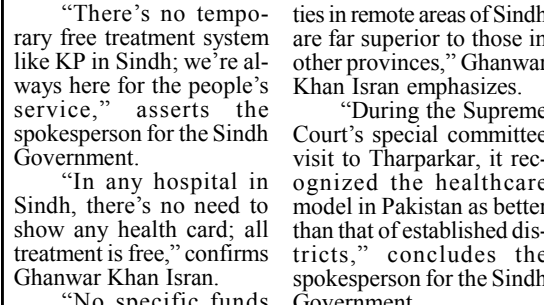 “There’s no tempo-
rary free treatment system
like KP in Sindh; we’re al-
ways here for the people’s
service,” asserts the
spokesperson for the Sindh
Government.
“In any hospital in
Sindh, there’s no need to
show any health card; all
treatment is free,” confirms
Ghanwar Khan Isran.
“No specific funds
ties in remote areas of Sindh
are far superior to those in
other provinces,” Ghanwar
Khan Isran emphasizes.
“During the Supreme
Court’s special committee
visit to Tharparkar, it rec-
ognized the healthcare
model in Pakistan as better
than that of established dis-
tricts,” concludes the
spokesperson for the Sindh
Government.